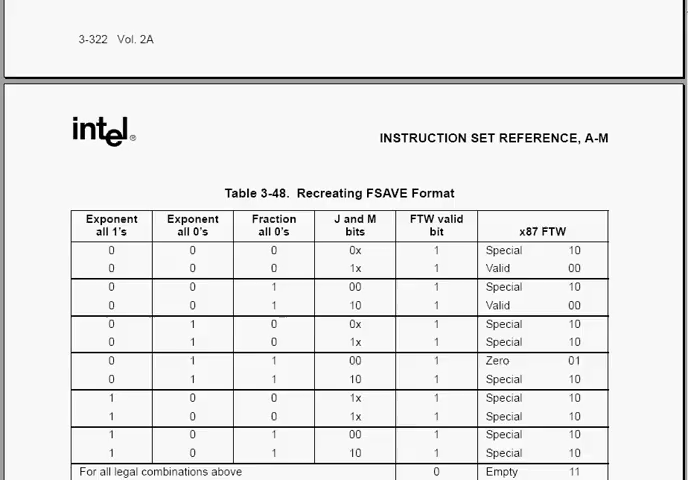 3-322 Vol. 2A
intel®
INSTRUCTION SET REFERENCE, A-M
Table 3-48. Recreating FSAVE Format
Exponent all 1's Exponent all 0's Fraction all 0's J and M bits FTW valid bit x87 FTW
0 0 0 0x 1 Special 10
0 0 0 1x 1 Valid 00
0 0 1 00 1 Special 10
0 0 1 10 1 Valid 00
0 1 0 0x 1 Special 10
0 1 0 1x 1 Special 10
0 1 1 00 1 Zero 01
0 1 1 10 1 Special 10
1 0 0 1x 1 Special 10
1 0 0 1x 1 Special 10
1 0 1 00 1 Special 10
1 0 1 10 1 Special 10
For all legal combinations above 0 Empty 11